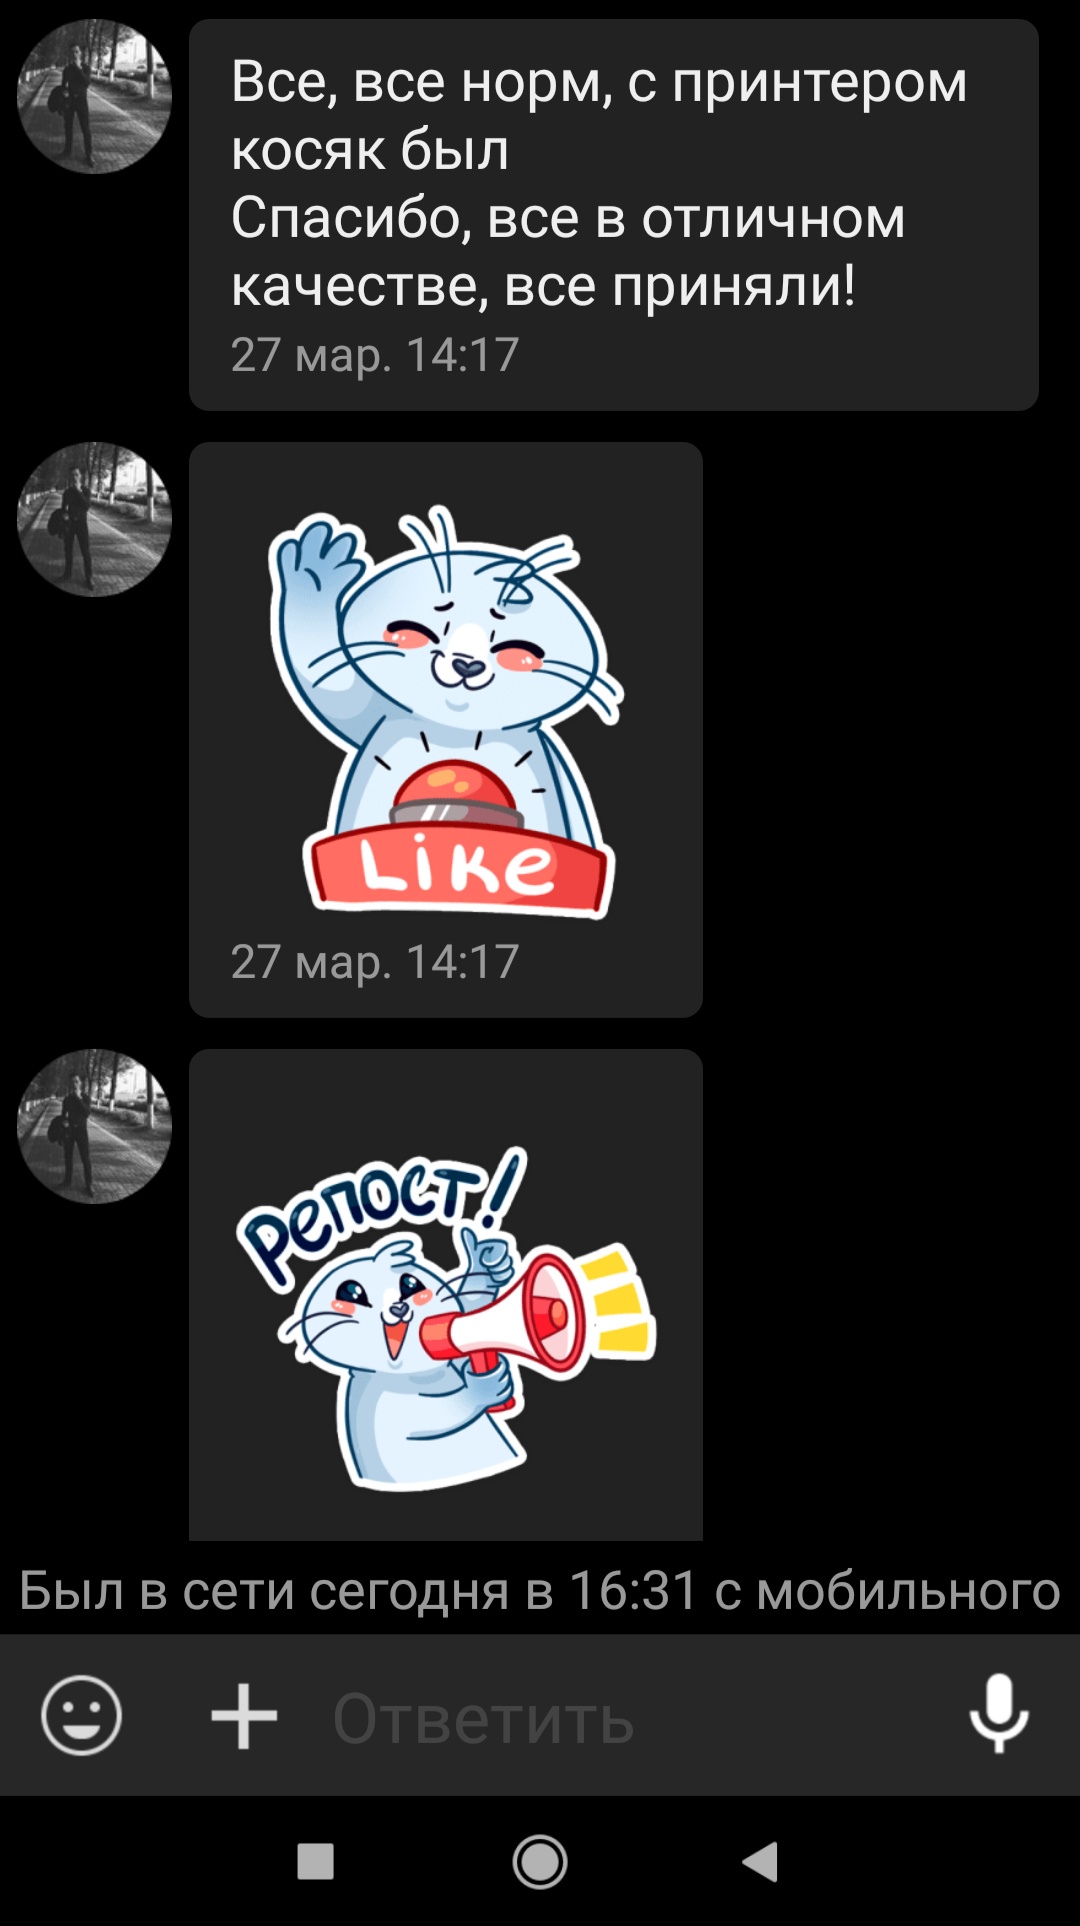 Все, все норм, с принтером
косяк был
Спасибо, все в отличном
качестве, все приняли!
27 мар. 14:17
Like
27 мар. 14:17
Репост!
Был в сети сегодня в 16:31 с мобильного
Ответить